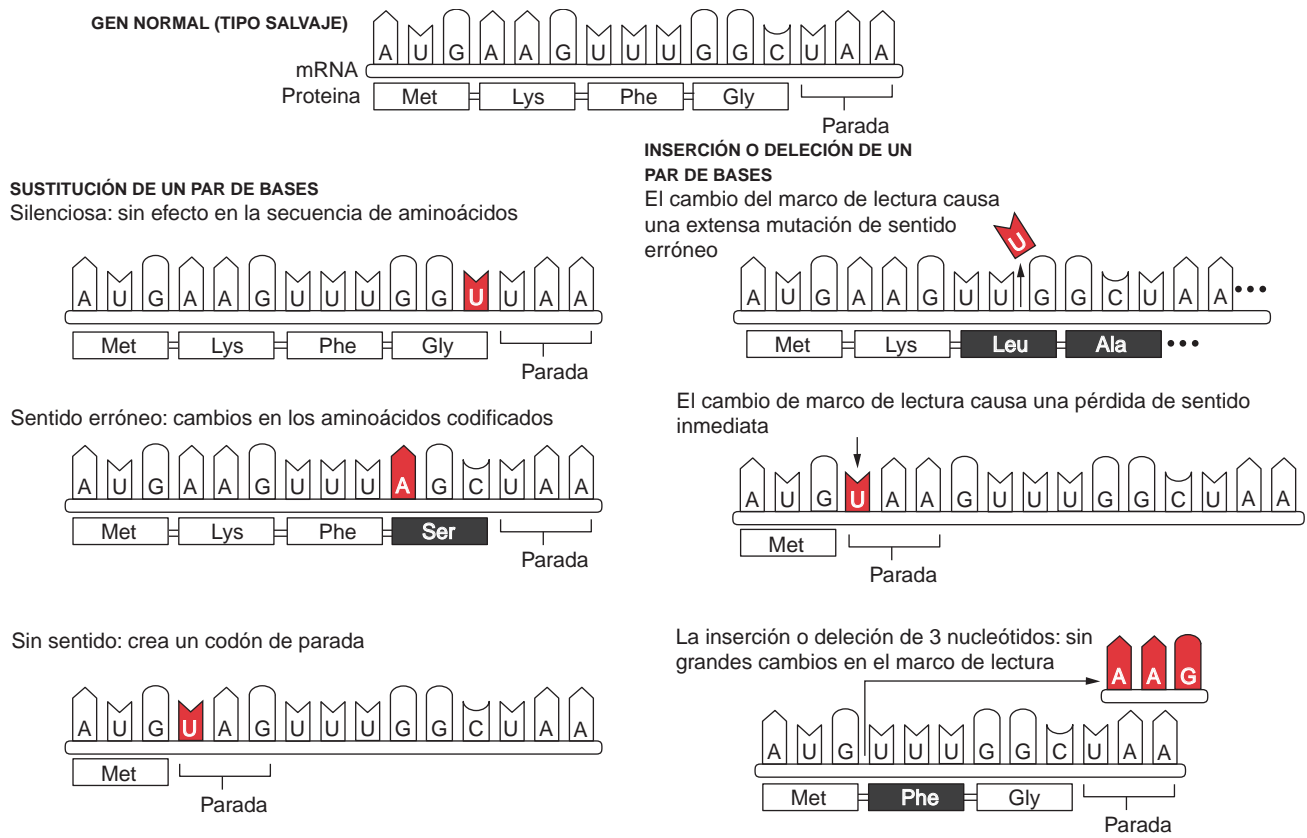 GEN NORMAL (TIPO SALVAJE)
A U G A A G U U U G G C U A A
mRNA
Proteina Met Lys Phe Gly
Parada
SUSTITUCIÓN DE UN PAR DE BASES
Silenciosa: sin efecto en la secuencia de aminoácidos
A U G A A G U U U G G U U A A
Met Lys Phe Gly
Parada
Sentido erróneo: cambios en los aminoácidos codificados
A U G A A G U U U A G C U A A
Met Lys Phe Ser
Parada
Sin sentido: crea un codón de parada
A U G U A G U U U G G C U A A
Met
Parada
INSERCIÓN O DELECIÓN DE UN
PAR DE BASES
El cambio del marco de lectura causa
una extensa mutación de sentido
erróneo
U
A U G A A G U U G G C U A A •••
Met Lys Leu Ala •••
El cambio de marco de lectura causa una pérdida de sentido
inmediata
A U G U A A G U U U G G C U A A
Met
Parada
La inserción o deleción de 3 nucleótidos: sin
grandes cambios en el marco de lectura
A A G
A U G U U U G G C U A A
Met Phe Gly
Parada